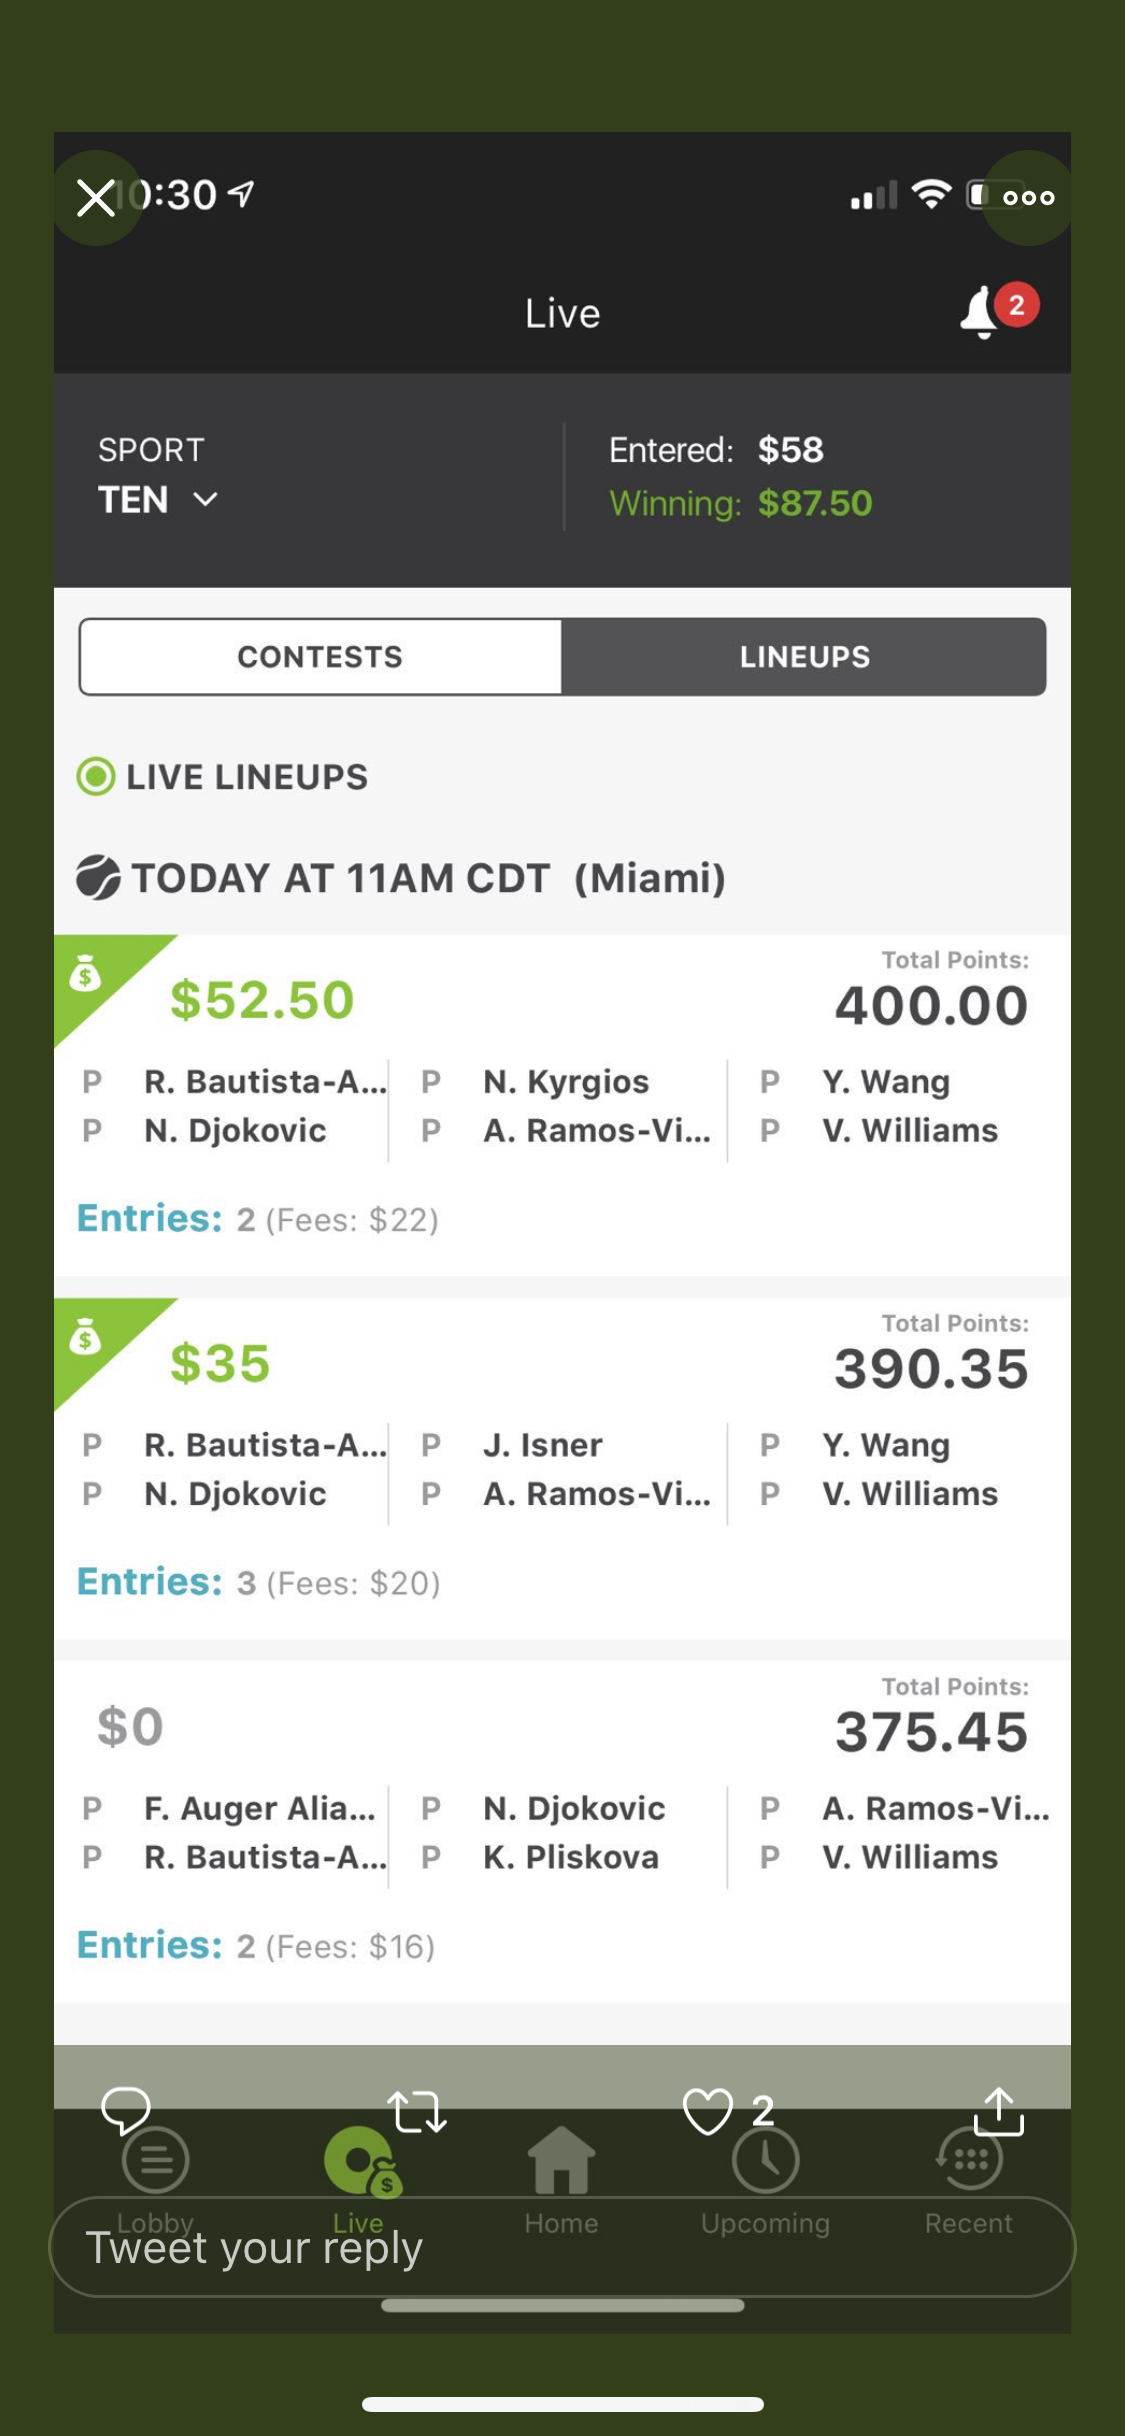 10:30
Live
2
SPORT
TEN
Entered: $58
Winning: $87.50
CONTESTS
LINEUPS
LIVE LINEUPS
TODAY AT 11AM CDT (Miami)
$52.50
Total Points:
400.00
P R. Bautista-A... P N. Kyrgios P Y. Wang
P N. Djokovic P A. Ramos-Vi... P V. Williams
Entries: 2 (Fees: $22)
$35
Total Points:
390.35
P R. Bautista-A... P J. Isner P Y. Wang
P N. Djokovic P A. Ramos-Vi... P V. Williams
Entries: 3 (Fees: $20)
$0
Total Points:
375.45
P F. Auger Alia... P N. Djokovic P A. Ramos-Vi...
P R. Bautista-A... P K. Pliskova P V. Williams
Entries: 2 (Fees: $16)
2
Lobby Live Home Upcoming Recent
Tweet your reply